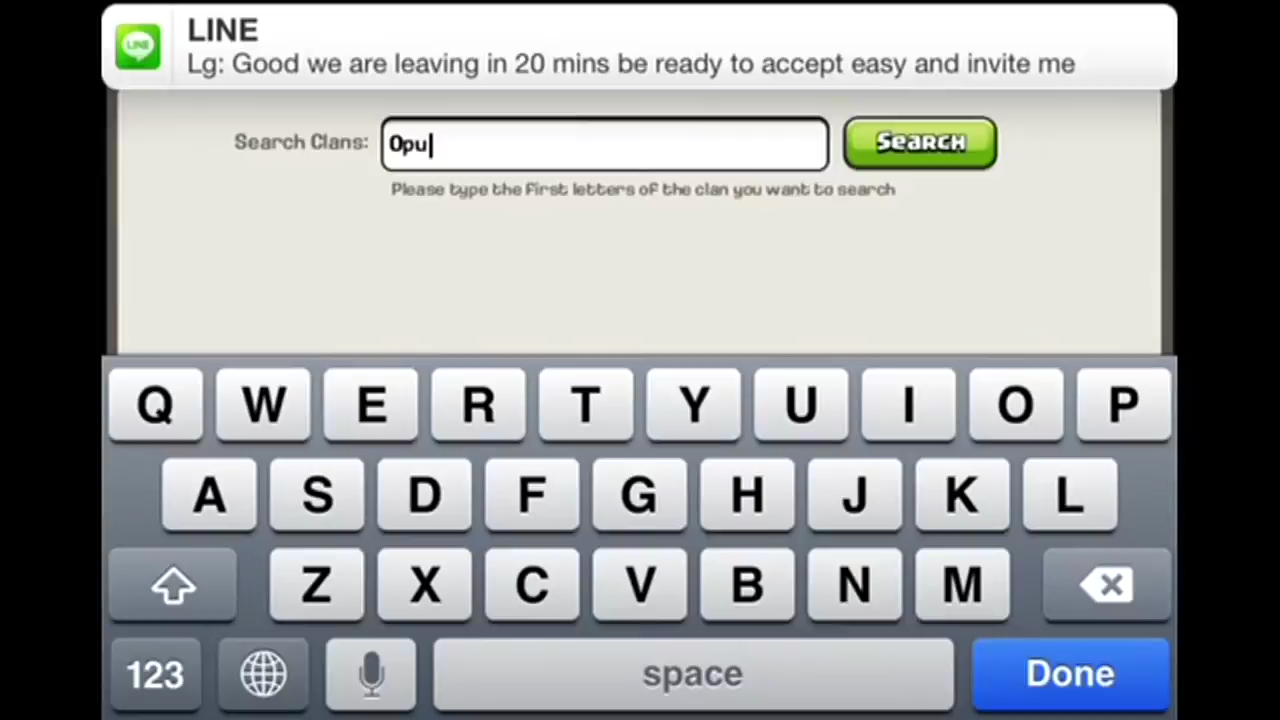 LINE
LINE
Lg: Good we are leaving in 20 mins be ready to accept easy and invite me
Search Clans: Opu Search
Please type the first letters of the clan you want to search
Q W E R T Y U I O P
A S D F G H J K L
Z X C V B N M
123 space Done